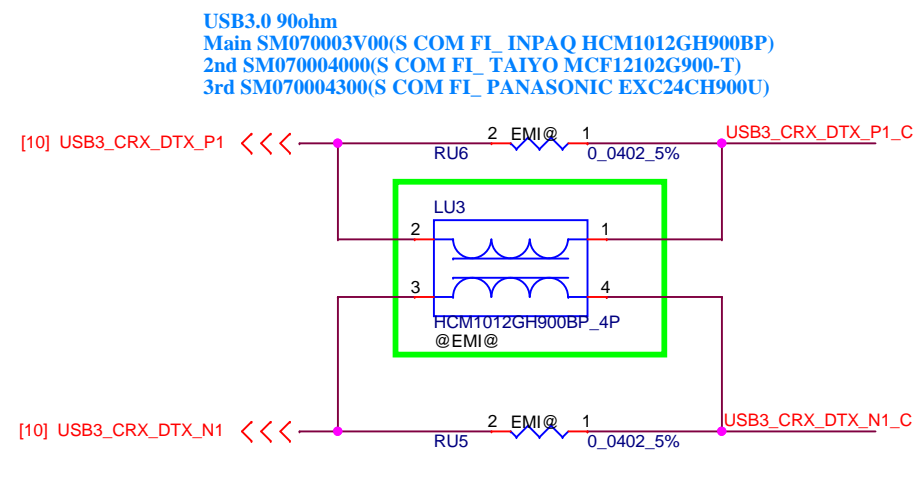 USB3.0 90ohm
Main SM070003V00(S COM FI_ INPAQ HCM1012GH900BP)
2nd SM070004000(S COM FI_ TAIYO MCF12102G900-T)
3rd SM070004300(S COM FI_ PANASONIC EXC24CH900U)
[10] USB3_CRX_DTX_P1
2 EMI@ 1
USB3_CRX_DTX_P1_C
RU6
0_0402_5%
LU3
2
1
3
4
HCM1012GH900BP_4P
@EMI@
[10] USB3_CRX_DTX_N1
2 EMI@ 1
USB3_CRX_DTX_N1_C
RU5
0_0402_5%